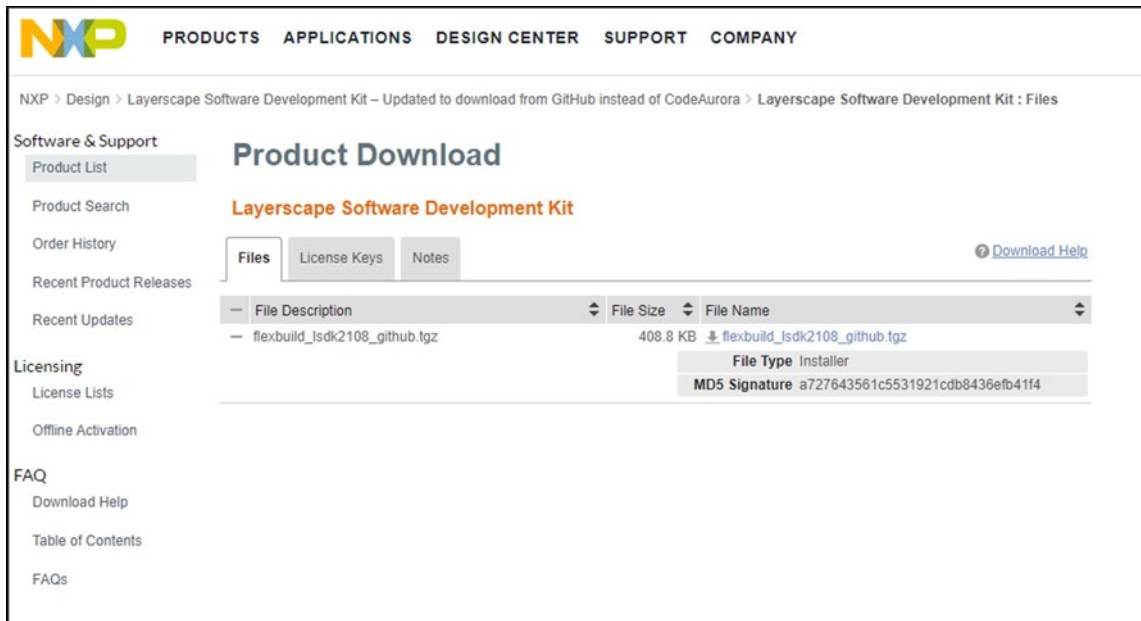 NXP PRODUCTS APPLICATIONS DESIGN CENTER SUPPORT COMPANY
NXP > Design > Layerscape Software Development Kit – Updated to download from GitHub instead of CodeAurora > Layerscape Software Development Kit : Files
Software & Support
Product List
Product Search
Order History
Recent Product Releases
Recent Updates
Licensing
License Lists
Offline Activation
FAQ
Download Help
Table of Contents
FAQs
Product Download
Layerscape Software Development Kit
Files License Keys Notes
Download Help
File Description File Size File Name
flexbuild_lsdk2108_github.tgz 408.8 KB flexbuild_lsdk2108_github.tgz
File Type Installer
MD5 Signature a727643561c5531921cdb8436efb41f4